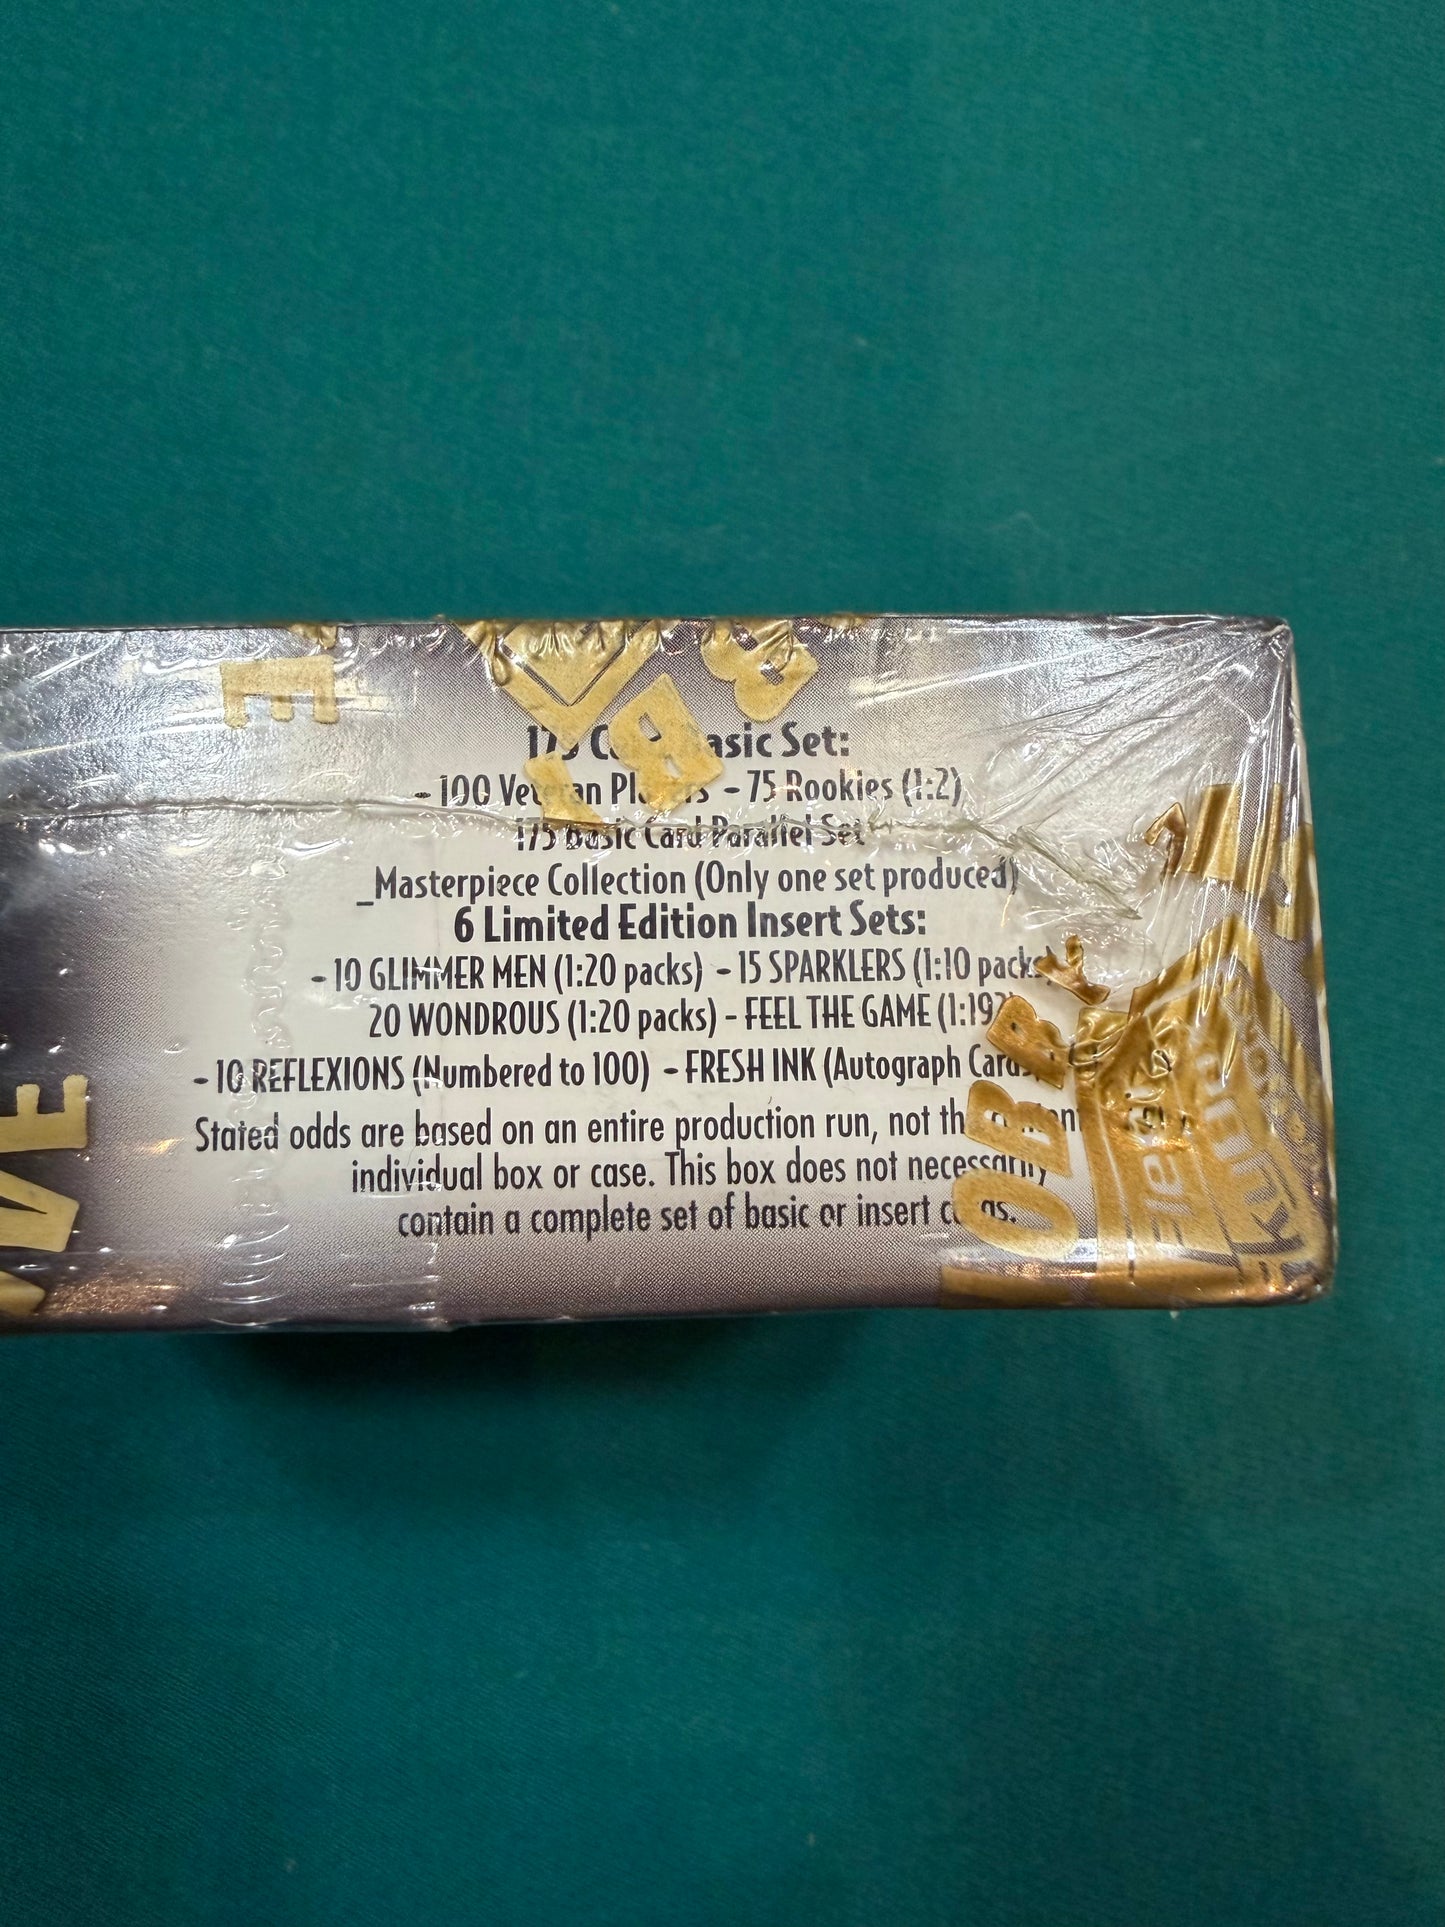 175 Basic Set:
- 100 Veteran Players - 75 Rookies (1:2)
175 Basic Card Parallel Set
_Masterpiece Collection (Only one set produced)
6 Limited Edition Insert Sets:
- 10 GLIMMER MEN (1:20 packs) - 15 SPARKLERS (1:10 packs)
20 WONDROUS (1:20 packs) - FEEL THE GAME (1:192)
- 10 REFLEXIONS (Numbered to 100) - FRESH INK (Autograph Cards)
Stated odds are based on an entire production run, not the
individual box or case. This box does not necessarily
contain a complete set of basic or insert cards.